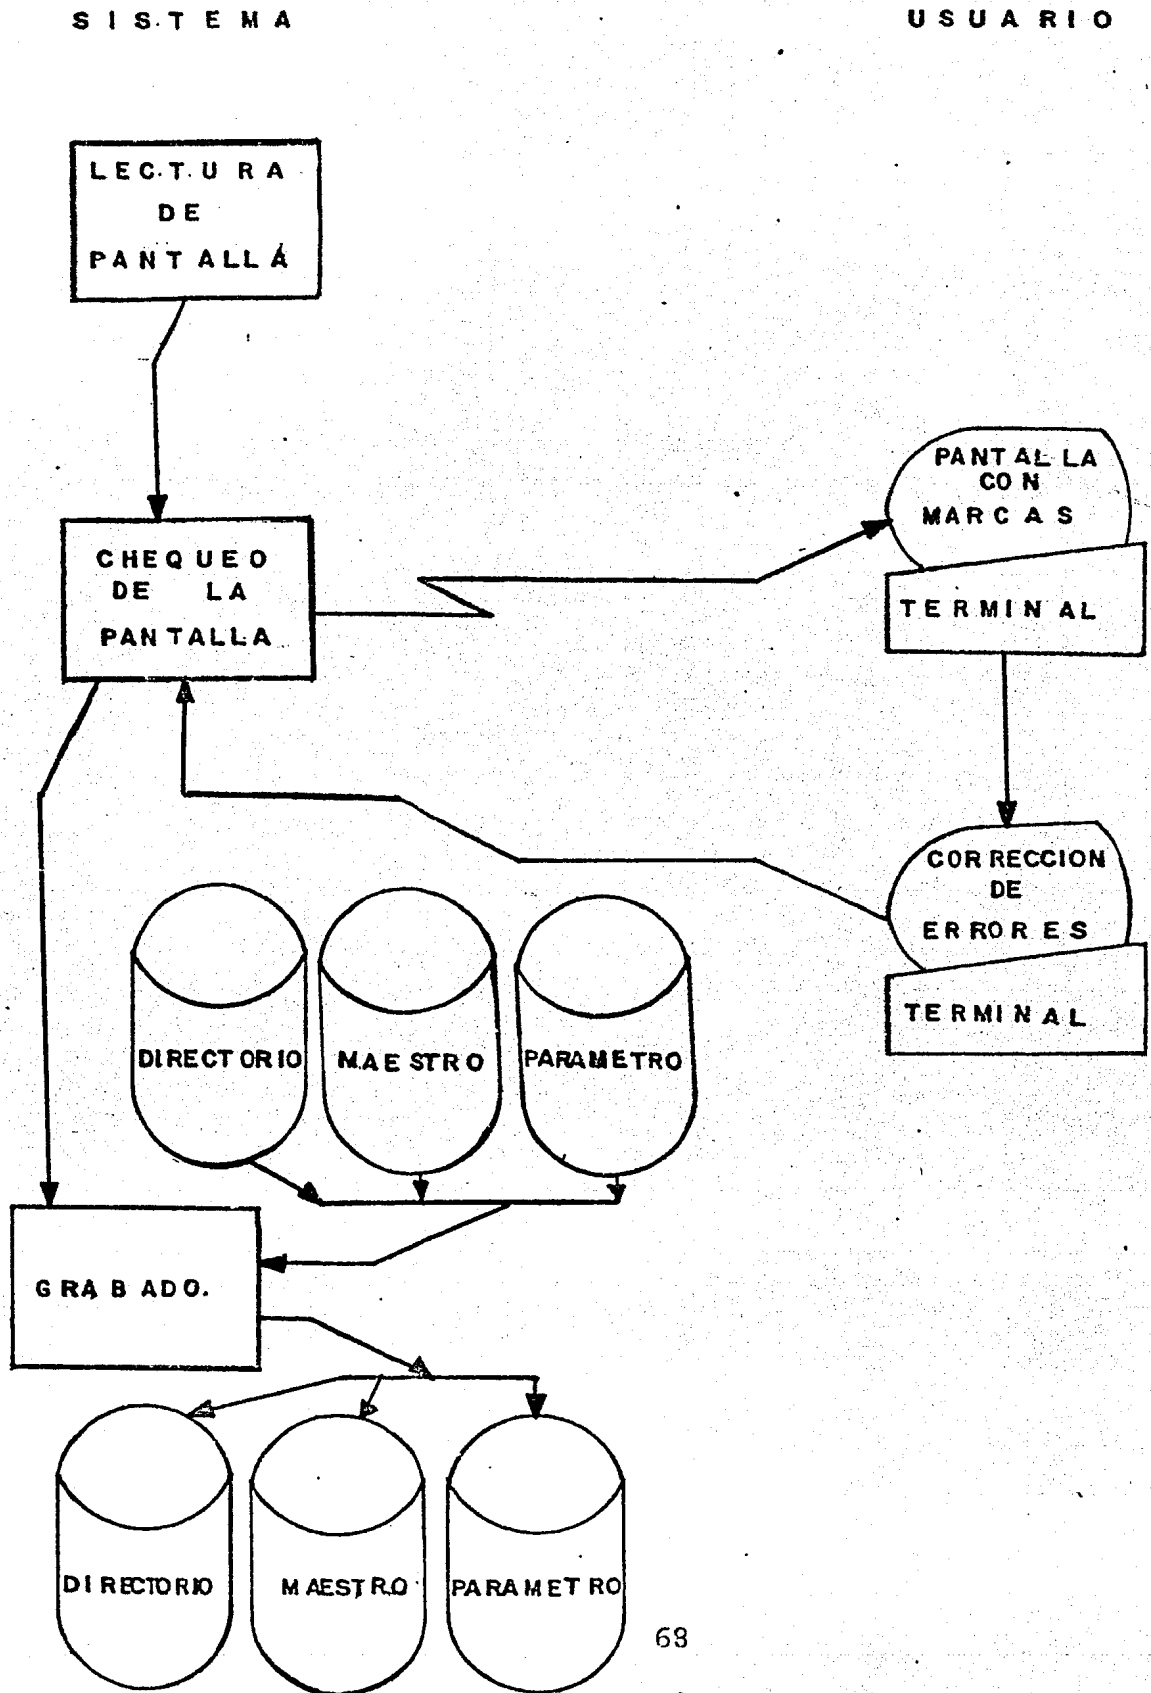 SISTEMA
USUARIO
LECTURA
DE
PANTALLA
CHEQUEO
DE LA
PANTALLA
PANTALLA
CON
MARCAS
TERMINAL
CORRECCION
DE
ERRORES
TERMINAL
DIRECTORIO
MAESTRO
PARAMETRO
GRABADO.
DIRECTORIO
MAESTRO
PARAMETRO
68